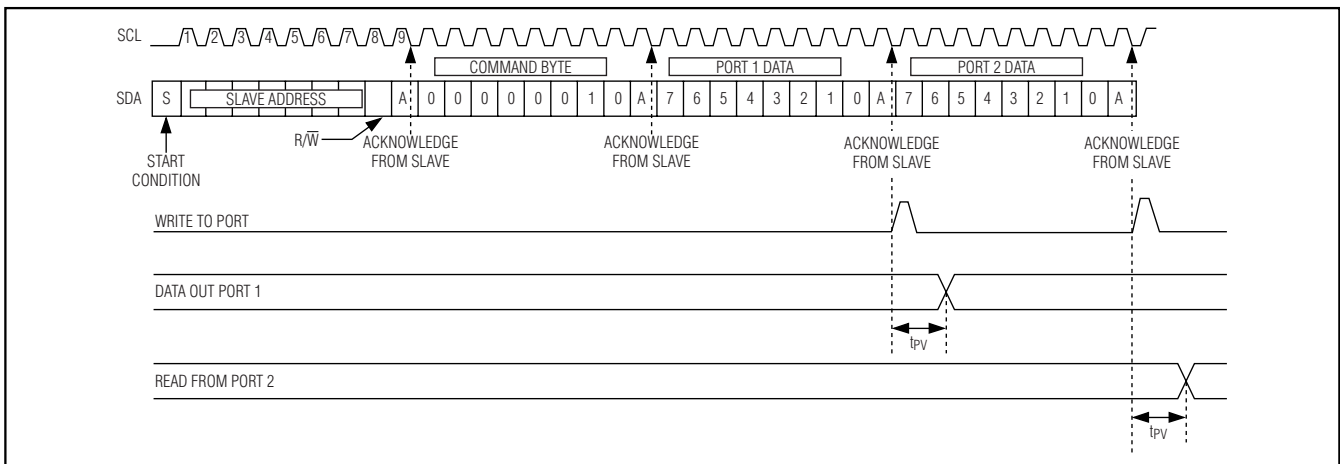 SCL
1 2 3 4 5 6 7 8 9
COMMAND BYTE
PORT 1 DATA
PORT 2 DATA
SDA
S SLAVE ADDRESS A 0 0 0 0 0 0 1 0 A 7 6 5 4 3 2 1 0 A 7 6 5 4 3 2 1 0 A
R/W̅
START
CONDITION
ACKNOWLEDGE
FROM SLAVE
ACKNOWLEDGE
FROM SLAVE
ACKNOWLEDGE
FROM SLAVE
ACKNOWLEDGE
FROM SLAVE
WRITE TO PORT
DATA OUT PORT 1
tPV
READ FROM PORT 2
tPV